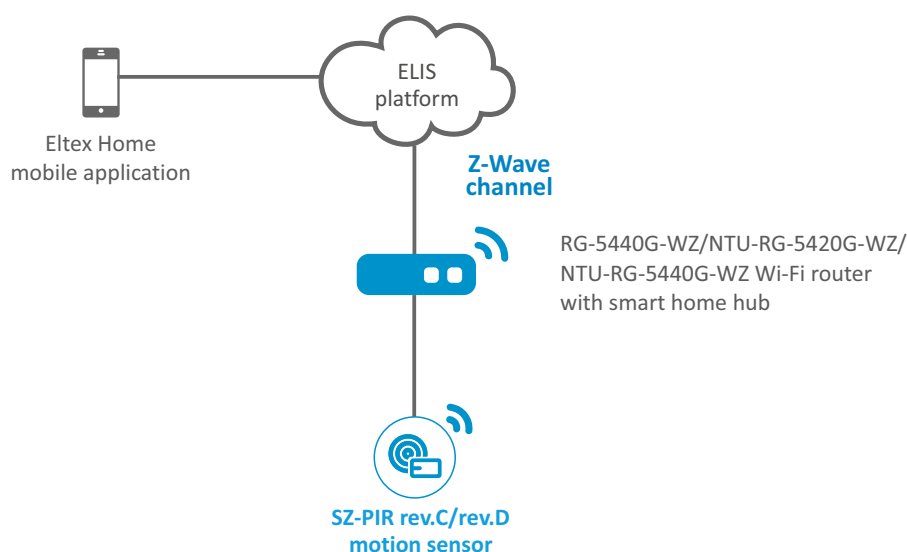 ELIS
platform
Eltex Home
mobile application
Z-Wave
channel
RG-5440G-WZ/NTU-RG-5420G-WZ/
NTU-RG-5440G-WZ Wi-Fi router
with smart home hub
SZ-PIR rev.C/rev.D
motion sensor